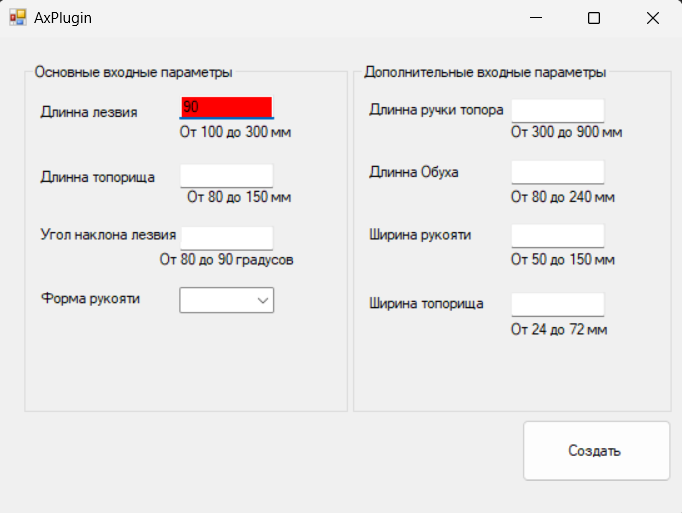 AxPlugin
Основные входные параметры
Длинна лезвия
90
От 100 до 300 мм
Длинна топорища
От 80 до 150 мм
Угол наклона лезвия
От 80 до 90 градусов
Форма рукояти
Дополнительные входные параметры
Длинна ручки топора
От 300 до 900 мм
Длинна Обуха
От 80 до 240 мм
Ширина рукояти
От 50 до 150 мм
Ширина топорища
От 24 до 72 мм
Создать